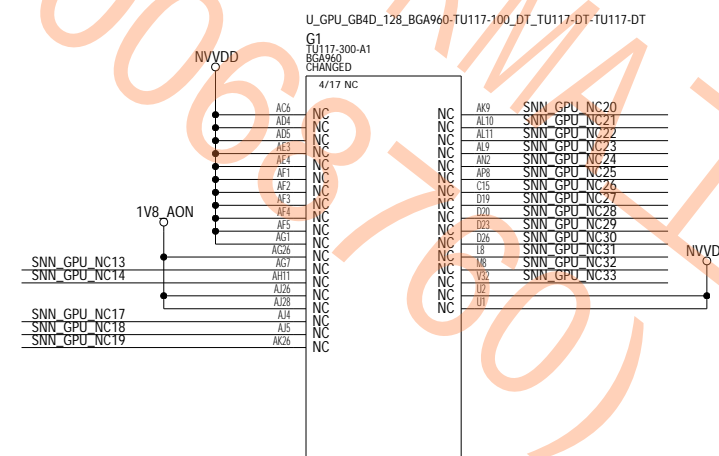 U_GPU_GB4D_128_BGA960-TU117-100_DT_TU117-DT-TU117-DT
G1
TU117-300-A1
BGA960
CHANGED
4/17 NC
NVVDD
AC6 NC
AD4 NC
AD5 NC
AE3 NC
AE4 NC
AF1 NC
AF2 NC
AF3 NC
AF4 NC
AF5 NC
AG1 NC
1V8_AON
AG26 NC
SNN_GPU_NC13 AG7 NC
SNN_GPU_NC14 AH11 NC
AJ26 NC
AJ28 NC
SNN_GPU_NC17 AJ4 NC
SNN_GPU_NC18 AJ5 NC
SNN_GPU_NC19 AK26 NC
NC AK9 SNN_GPU_NC20
NC AL10 SNN_GPU_NC21
NC AL11 SNN_GPU_NC22
NC AL9 SNN_GPU_NC23
NC AN2 SNN_GPU_NC24
NC AP8 SNN_GPU_NC25
NC C15 SNN_GPU_NC26
NC D19 SNN_GPU_NC27
NC D20 SNN_GPU_NC28
NC D23 SNN_GPU_NC29
NC D26 SNN_GPU_NC30
NC L8 SNN_GPU_NC31
NC M8 SNN_GPU_NC32
NC V32 SNN_GPU_NC33
NC U2
NC U1
NVVD
RMA
00687760)